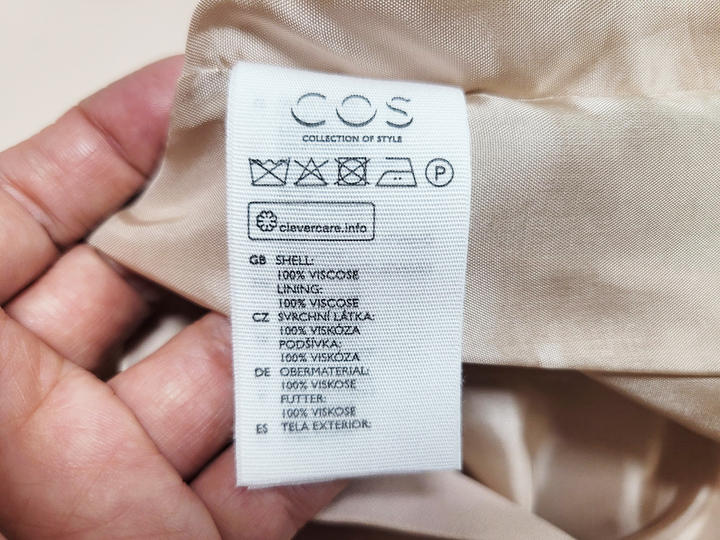 COS
COLLECTION OF STYLE
P
clevercare.info
GB SHELL:
100% VISCOSE
LINING:
100% VISCOSE
CZ SVRCHNÍ LÁTKA:
100% VISKÓZA
PODŠÍVKA:
100% VISKÓZA
DE OBERMATERIAL:
100% VISKOSE
FUTTER:
100% VISKOSE
ES TELA EXTERIOR: